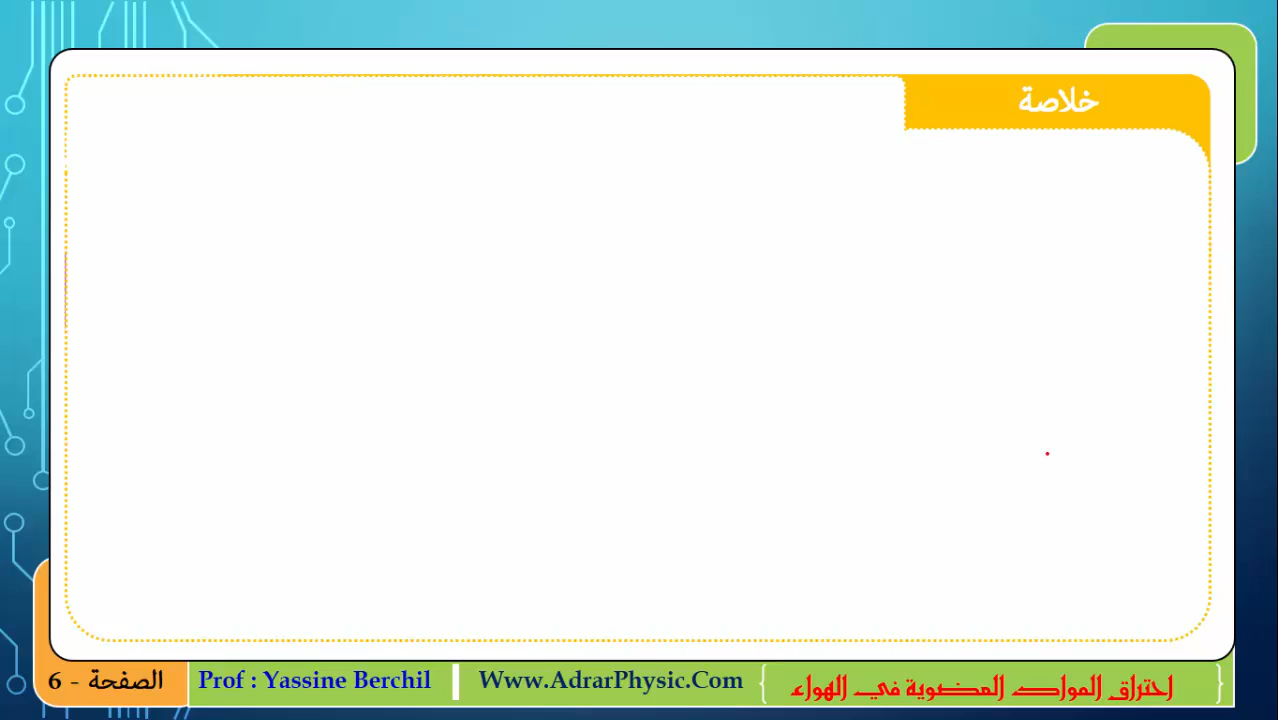 خلاصة
احتراق المواد العضوية في الهواء
Www.AdrarPhysic.Com
Prof : Yassine Berchil
الصفحة - 6